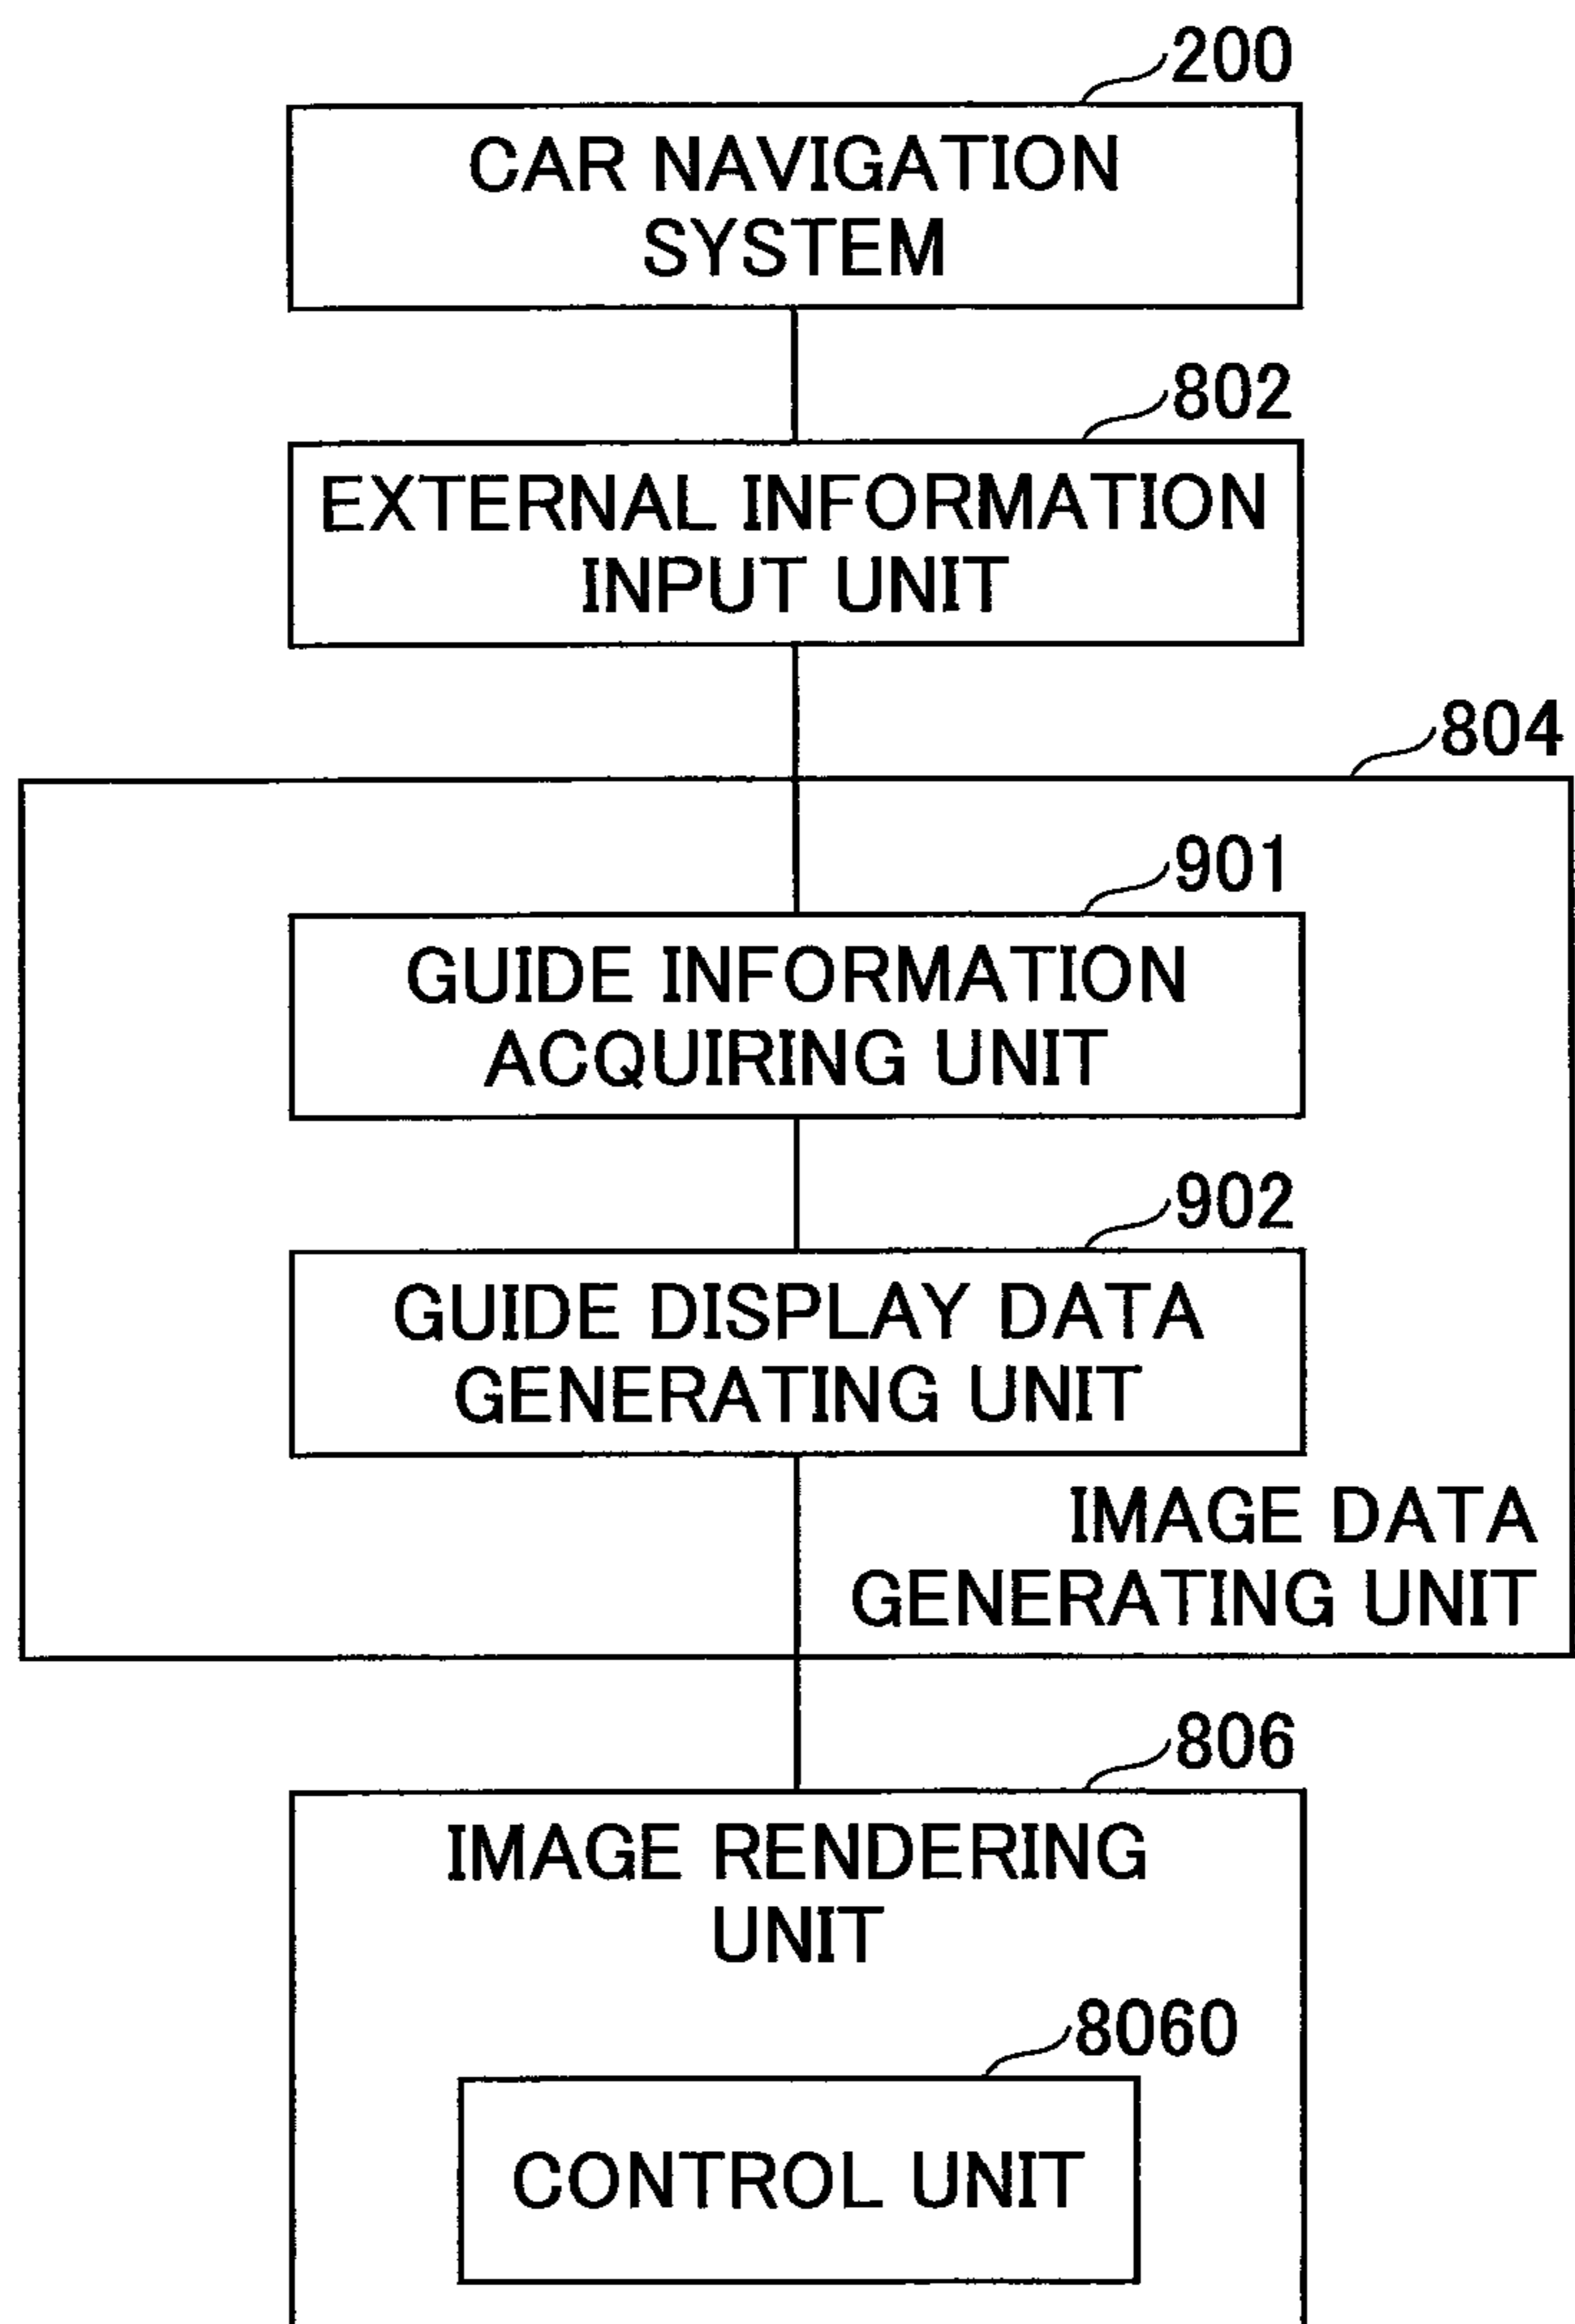 200
CAR NAVIGATION
SYSTEM
802
EXTERNAL INFORMATION
INPUT UNIT
804
901
GUIDE INFORMATION
ACQUIRING UNIT
902
GUIDE DISPLAY DATA
GENERATING UNIT
IMAGE DATA
GENERATING UNIT
806
IMAGE RENDERING
UNIT
8060
CONTROL UNIT